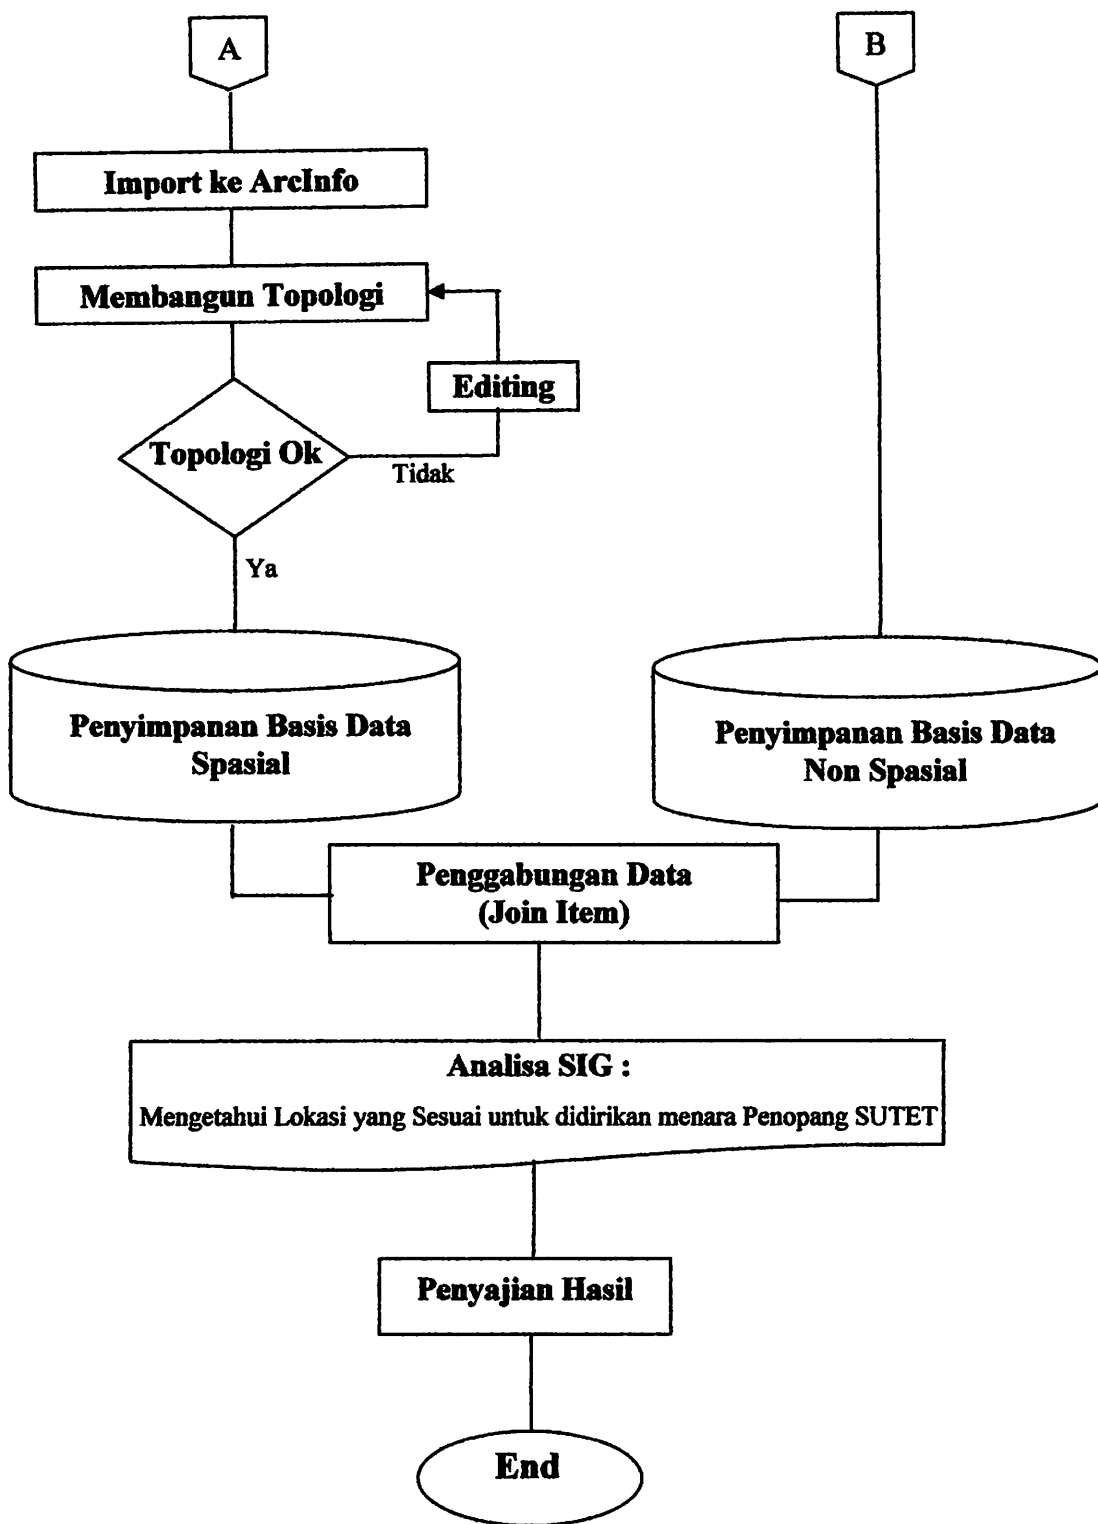 A
B
Import ke ArcInfo
Membangun Topologi
Editing
Topologi Ok
Tidak
Ya
Penyimpanan Basis Data
Spasial
Penyimpanan Basis Data
Non Spasial
Penggabungan Data
(Join Item)
Analisa SIG :
Mengetahui Lokasi yang Sesuai untuk didirikan menara Penopang SUTET
Penyajian Hasil
End